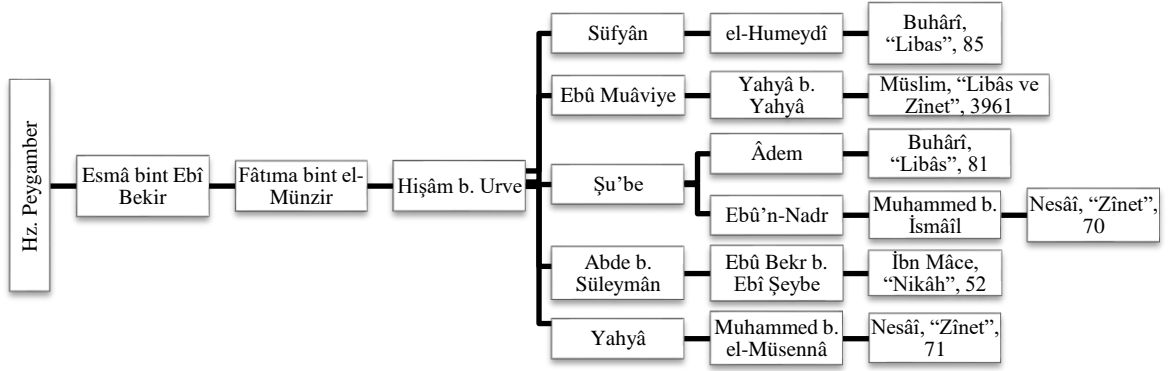 Hz. Peygamber
Esmâ bint Ebî
Bekir
Fâtıma bint el-
Münzir
Hişâm b. Urve
Süfyân
el-Humeydî
Buhârî,
“Libas”, 85
Ebû Muâviye
Yahyâ b.
Yahyâ
Müslim, “Libâs ve
Zînet”, 3961
Şu’be
Âdem
Buhârî,
“Libâs”, 81
Ebû’n-Nadr
Muhammed b.
İsmâîl
Nesâî, “Zînet”,
70
Abde b.
Süleymân
Ebû Bekr b.
Ebî Şeybe
İbn Mâce,
“Nikâh”, 52
Yahyâ
Muhammed b.
el-Müsennâ
Nesâî, “Zînet”,
71